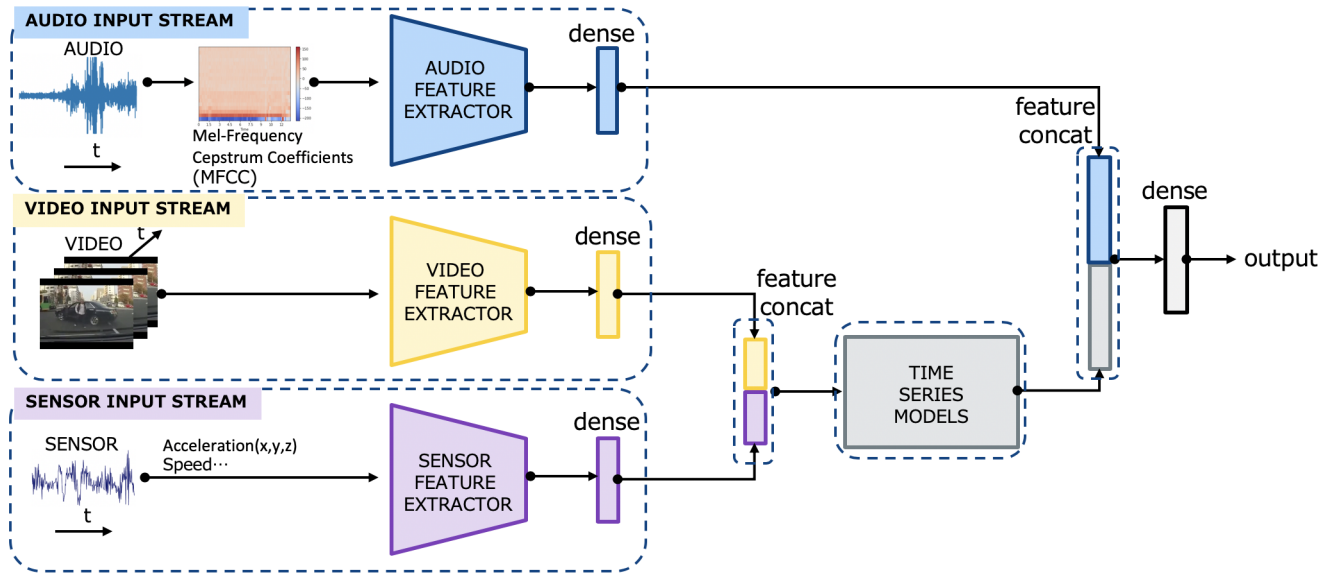 AUDIO INPUT STREAM
AUDIO
t
Mel-Frequency
Cepstrum Coefficients
(MFCC)
AUDIO
FEATURE
EXTRACTOR
dense
VIDEO INPUT STREAM
VIDEO
t
VIDEO
FEATURE
EXTRACTOR
dense
SENSOR INPUT STREAM
SENSOR
t
Acceleration(x,y,z)
Speed⋯
SENSOR
FEATURE
EXTRACTOR
dense
feature
concat
TIME
SERIES
MODELS
feature
concat
dense
output